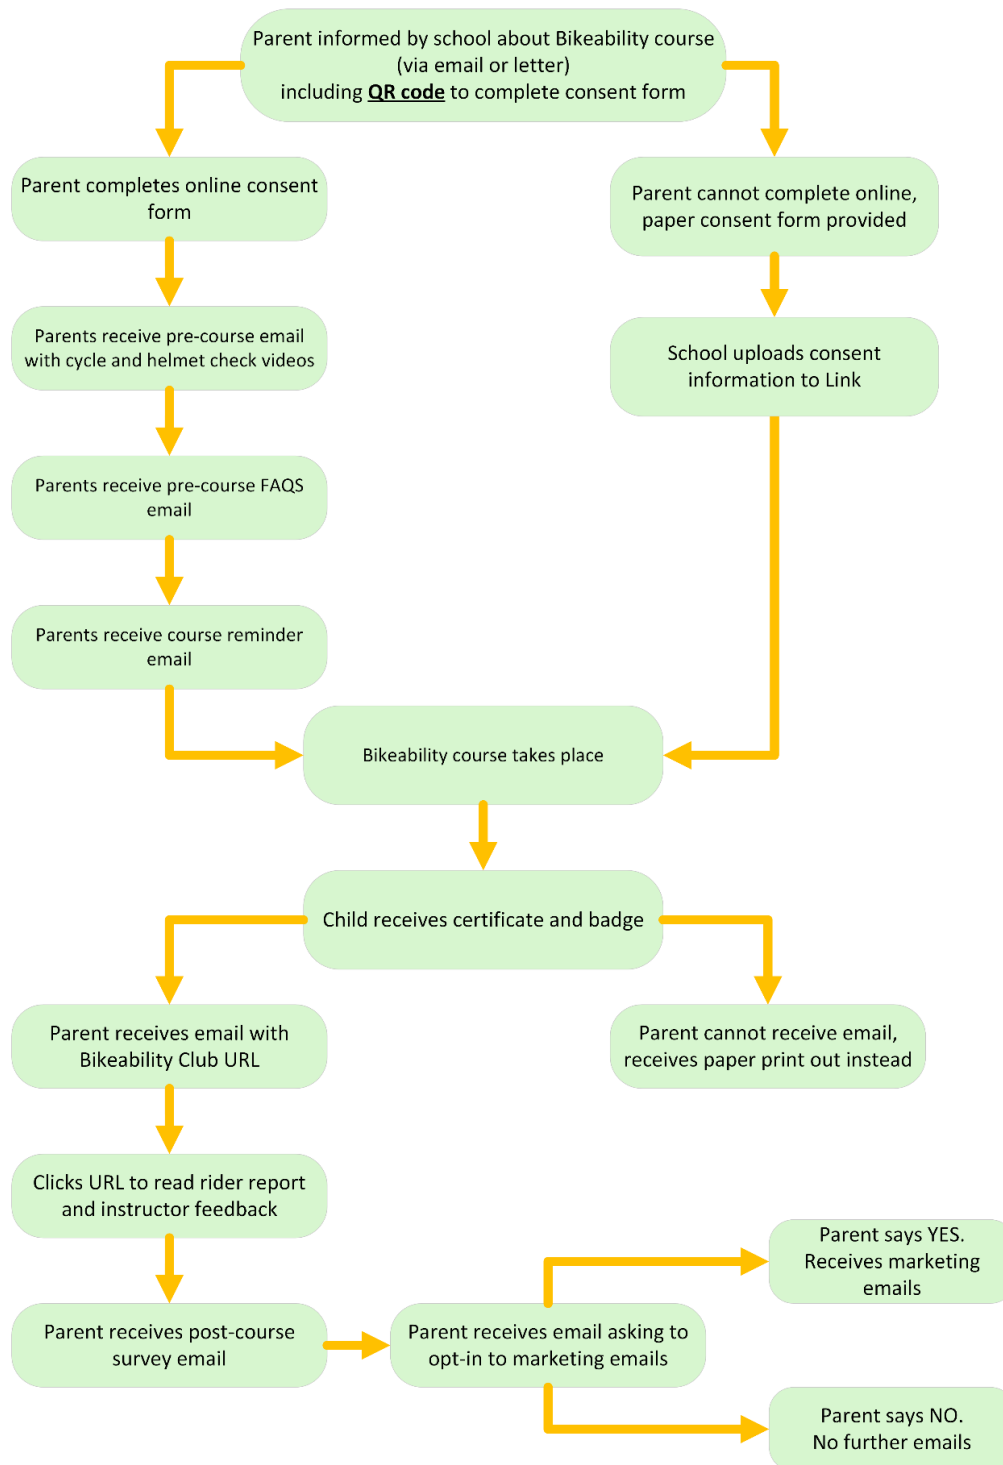 Parent informed by school about Bikeability course
(via email or letter)
including QR code to complete consent form
Parent completes online consent
form
Parent cannot complete online,
paper consent form provided
Parents receive pre-course email
with cycle and helmet check videos
School uploads consent
information to Link
Parents receive pre-course FAQS
email
Parents receive course reminder
email
Bikeability course takes place
Child receives certificate and badge
Parent receives email with
Bikeability Club URL
Parent cannot receive email,
receives paper print out instead
Clicks URL to read rider report
and instructor feedback
Parent receives post-course
survey email
Parent receives email asking to
opt-in to marketing emails
Parent says YES.
Receives marketing
emails
Parent says NO.
No further emails